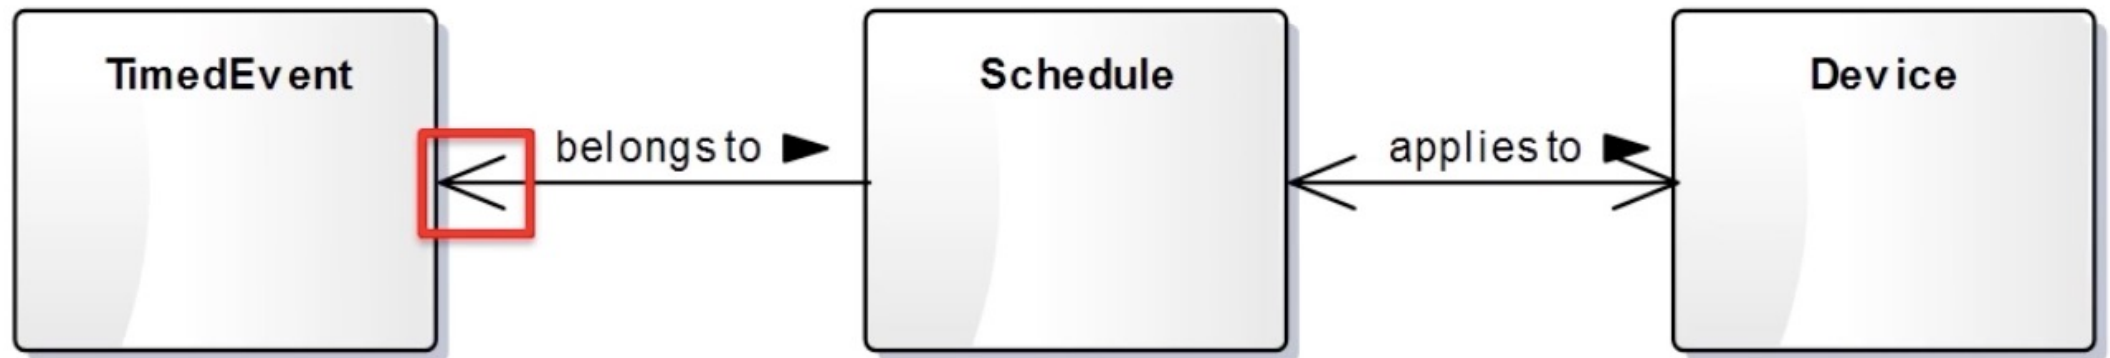 TimedEvent
belongs to ►
Schedule
applies to ►
Device